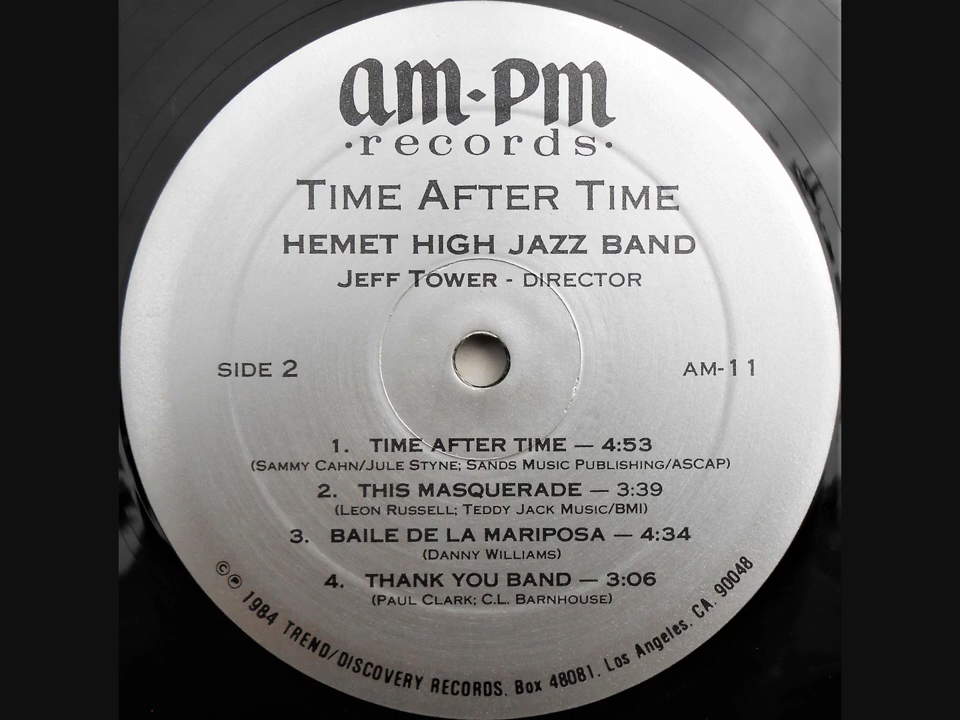 am·pm
·records·
TIME AFTER TIME
HEMET HIGH JAZZ BAND
JEFF TOWER - DIRECTOR
SIDE 2
AM-11
1. TIME AFTER TIME — 4:53
(SAMMY CAHN/JULE STYNE; SANDS MUSIC PUBLISHING/ASCAP)
2. THIS MASQUERADE — 3:39
(LEON RUSSELL; TEDDY JACK MUSIC/BMI)
3. BAILE DE LA MARIPOSA — 4:34
(DANNY WILLIAMS)
4. THANK YOU BAND — 3:06
(PAUL CLARK; C.L. BARNHOUSE)
©℗ 1984 TREND/DISCOVERY RECORDS. Box 48081. Los Angeles. CA. 90048